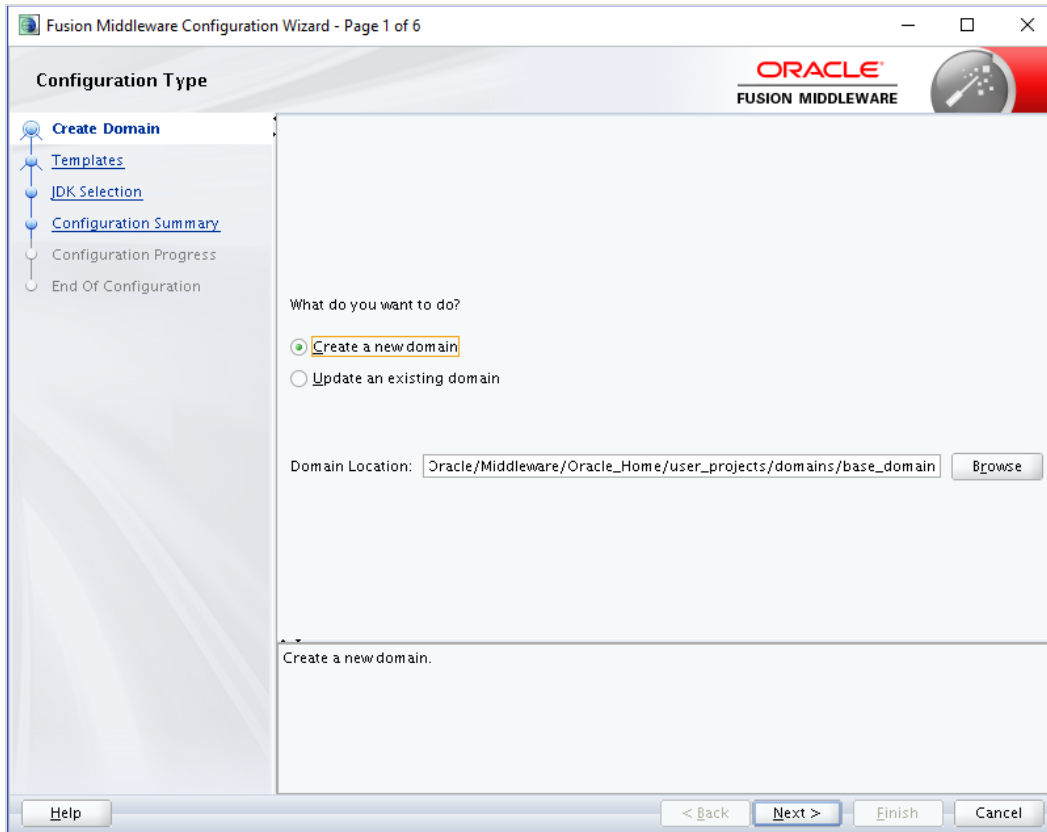 Fusion Middleware Configuration Wizard - Page 1 of 6
Configuration Type
ORACLE
FUSION MIDDLEWARE
Create Domain
Templates
JDK Selection
Configuration Summary
Configuration Progress
End Of Configuration
What do you want to do?
Create a new domain
Update an existing domain
Domain Location: Oracle/Middleware/Oracle_Home/user_projects/domains/base_domain Browse
Create a new domain.
Help < Back Next > Finish Cancel